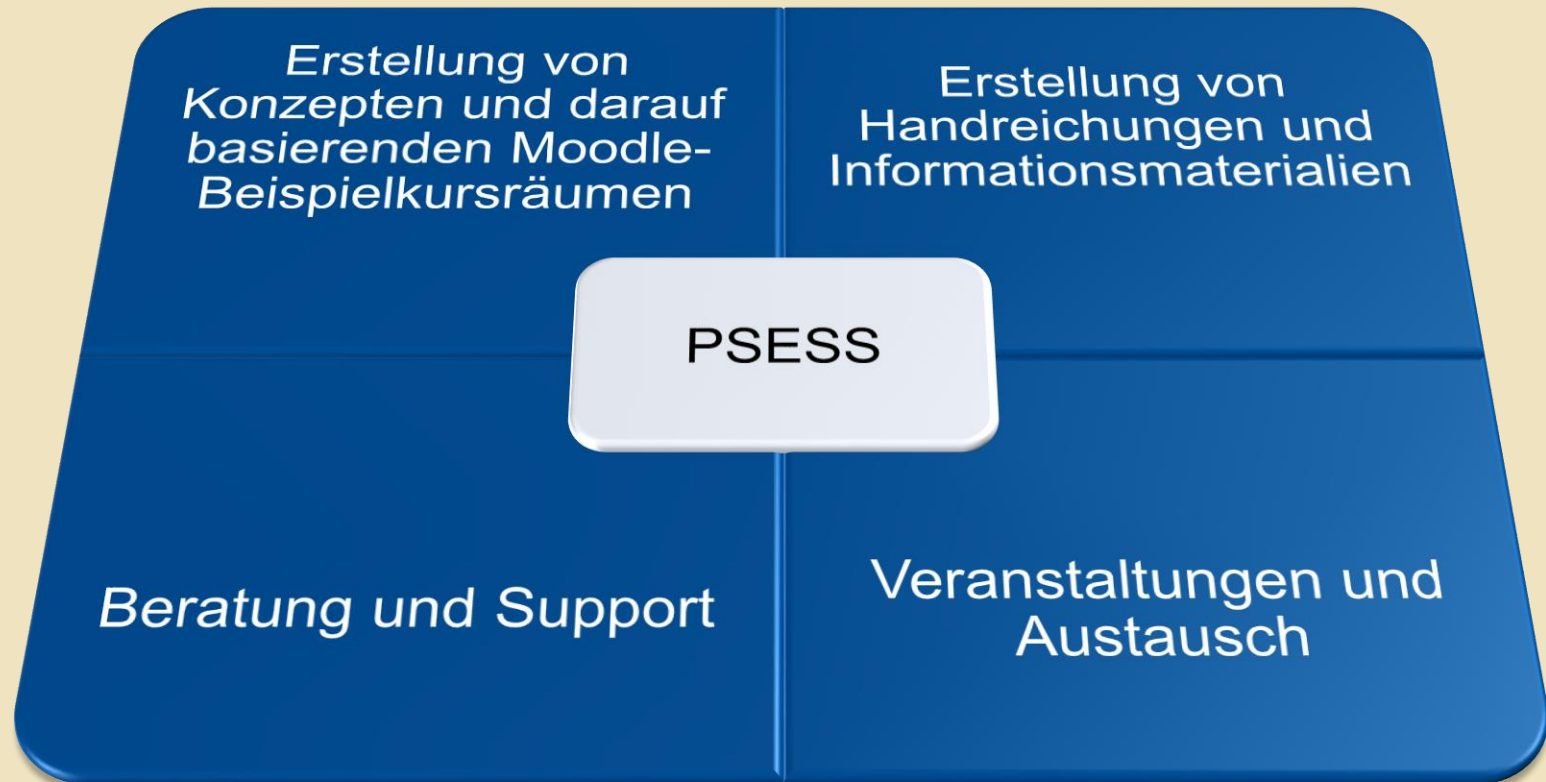 Erstellung von
Konzepten und darauf
basierenden Moodle-
Beispielkursräumen
Erstellung von
Handreichungen und
Informationsmaterialien
PSESS
Beratung und Support
Veranstaltungen und
Austausch